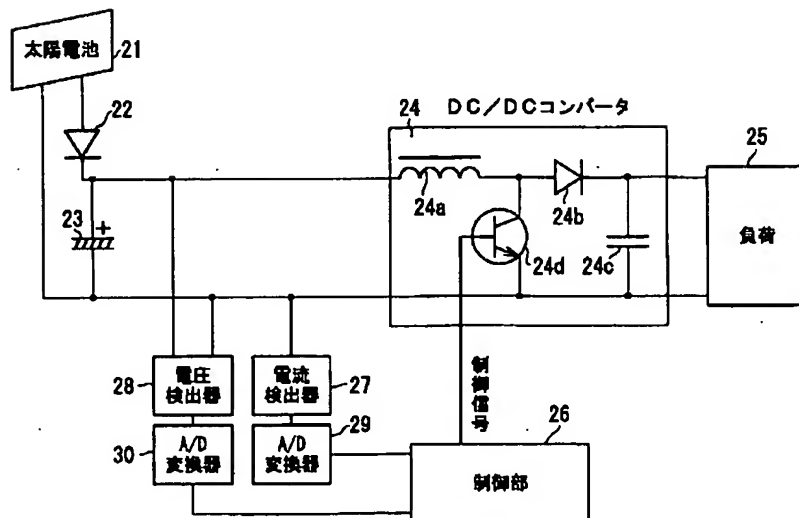 太陽電池
21
22
24
DC/DCコンバータ
25
24a
24b
23
+
24d
24c
負荷
28
電圧
検出器
電流
検出器
27
制御信号
30
A/D
変換器
A/D
変換器
29
26
制御部